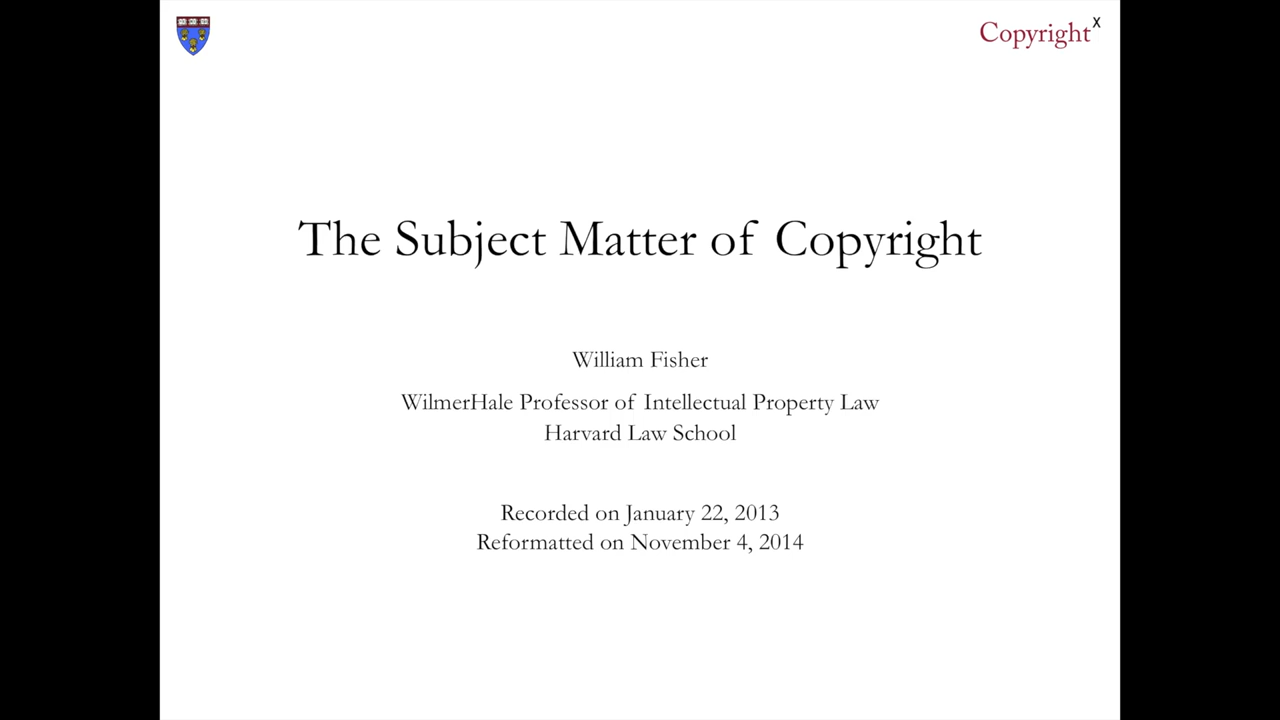 Copyright^X
The Subject Matter of Copyright
William Fisher
WilmerHale Professor of Intellectual Property Law
Harvard Law School
Recorded on January 22, 2013
Reformatted on November 4, 2014